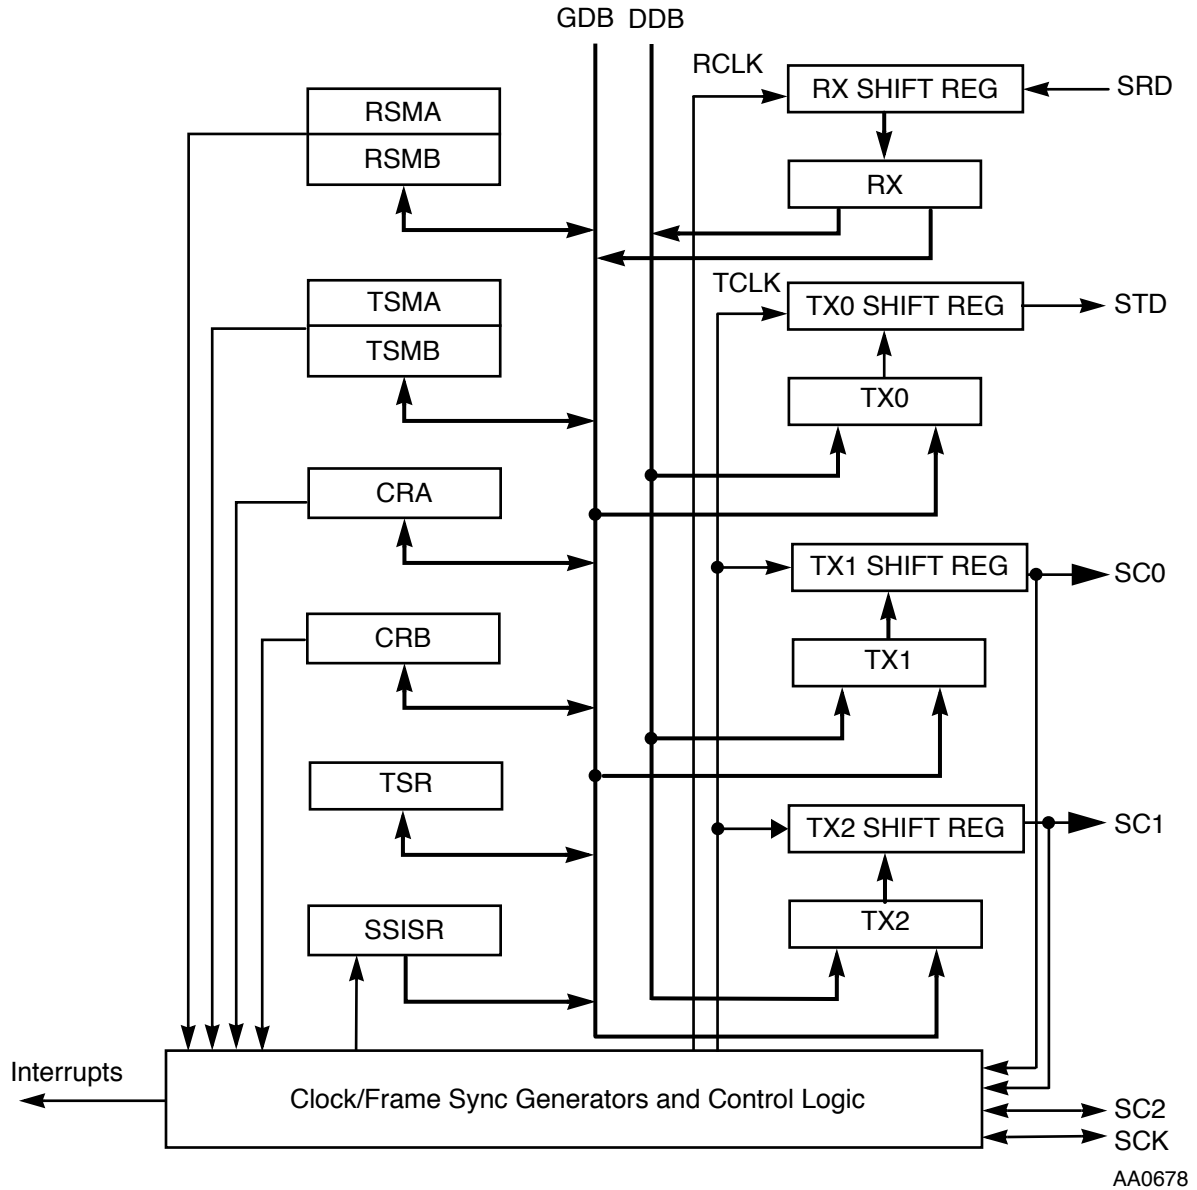 GDB DDB
RCLK
RX SHIFT REG
SRD
RSMA
RSMB
RX
TCLK
TSMA
TX0 SHIFT REG
STD
TSMB
TX0
CRA
TX1 SHIFT REG
SC0
CRB
TX1
TSR
TX2 SHIFT REG
SC1
SSISR
TX2
Interrupts
Clock/Frame Sync Generators and Control Logic
SC2
SCK
AA0678